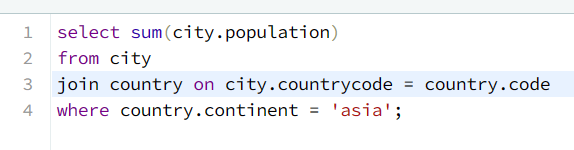 1 select sum(city.population)
2 from city
3 join country on city.countrycode = country.code
4 where country.continent = 'asia';